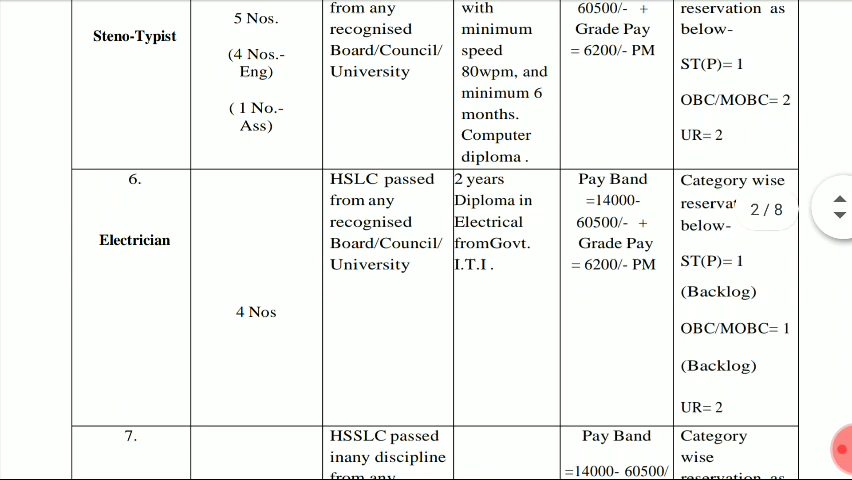 Steno-Typist
5 Nos.
(4 Nos.-
Eng)
( 1 No.-
Ass)
from any
recognised
Board/Council/
University
with
minimum
speed
80wpm, and
minimum 6
months.
Computer
diploma .
60500/- +
Grade Pay
= 6200/- PM
reservation as
below-
ST(P)= 1
OBC/MOBC= 2
UR= 2
6.
Electrician
4 Nos
HSLC passed
from any
recognised
Board/Council/
University
2 years
Diploma in
Electrical
fromGovt.
I.T.I .
Pay Band
=14000-
60500/- +
Grade Pay
= 6200/- PM
Category wise
below-
ST(P)= 1
(Backlog)
OBC/MOBC= 1
(Backlog)
UR= 2
2 / 8
7.
HSSLC passed
inany discipline
from any
Pay Band
=14000- 60500/
Category
wise
reservation as